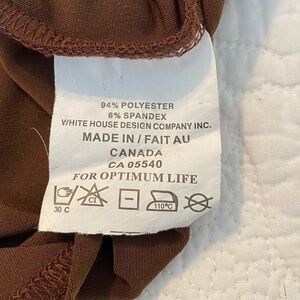 94% POLYESTER
6% SPANDEX
WHITE HOUSE DESIGN COMPANY INC.
MADE IN / FAIT AU
CANADA
CA 05540
FOR OPTIMUM LIFE
30 C Cl 110°C